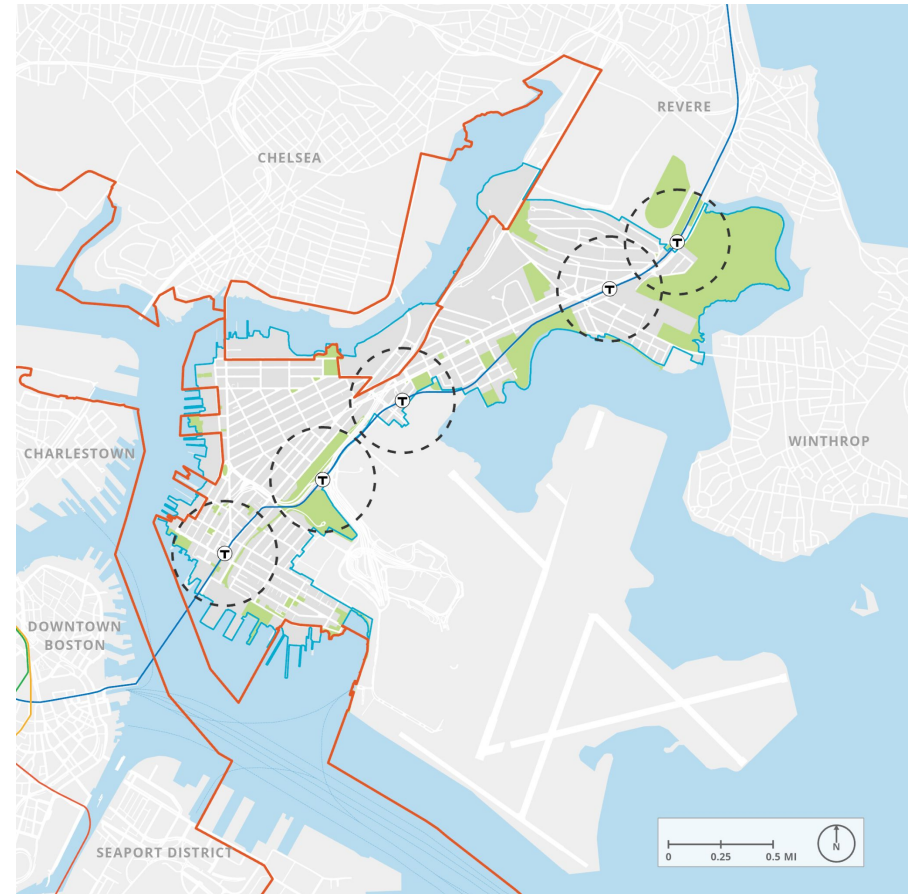 REVERE
CHELSEA
T
T
T
WINTHROP
CHARLESTOWN
T
T
DOWNTOWN
BOSTON
SEAPORT DISTRICT
N
0 0.25 0.5 MI